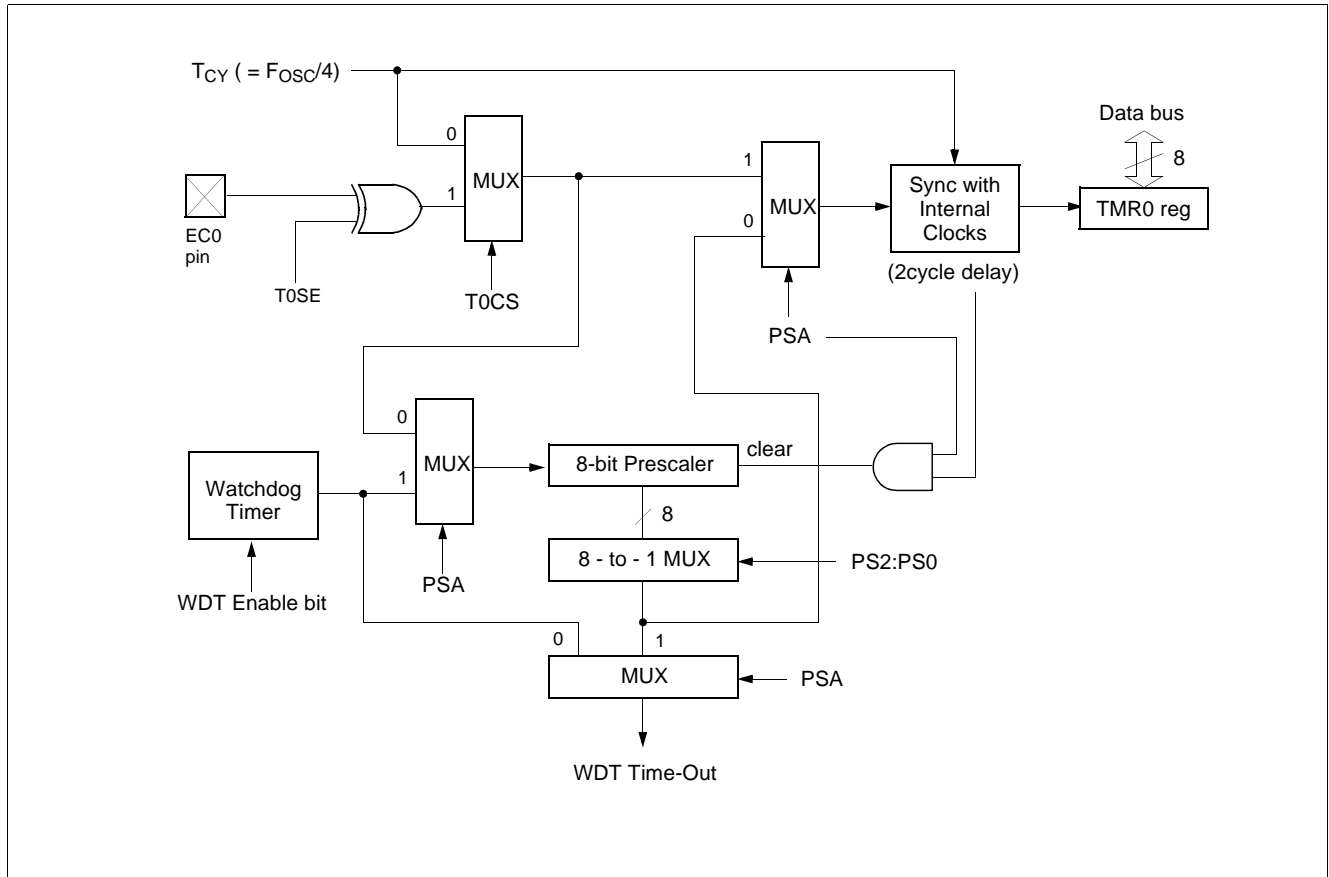 TCY ( = FOSC/4)
Data bus
8
0
MUX
1
EC0
pin
T0SE
T0CS
1
MUX
0
PSA
Sync with
Internal
Clocks
(2cycle delay)
TMR0 reg
0
MUX
1
Watchdog
Timer
WDT Enable bit
PSA
8-bit Prescaler
clear
8
8 - to - 1 MUX
PS2:PS0
0
1
MUX
PSA
WDT Time-Out